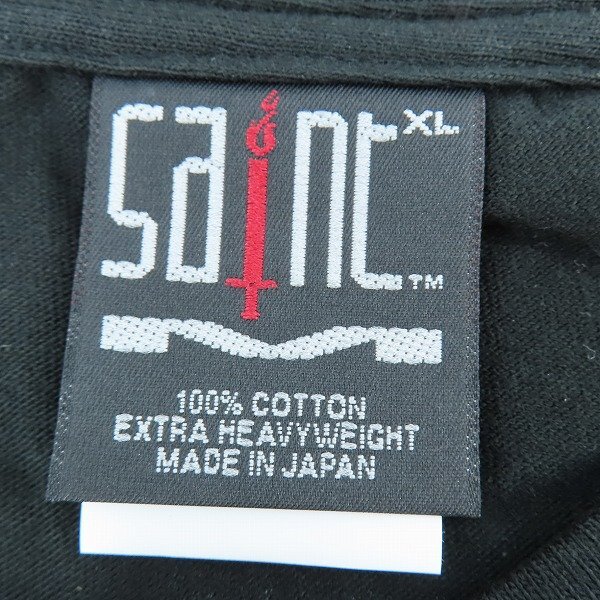 saint XL
TM
100% COTTON
EXTRA HEAVYWEIGHT
MADE IN JAPAN